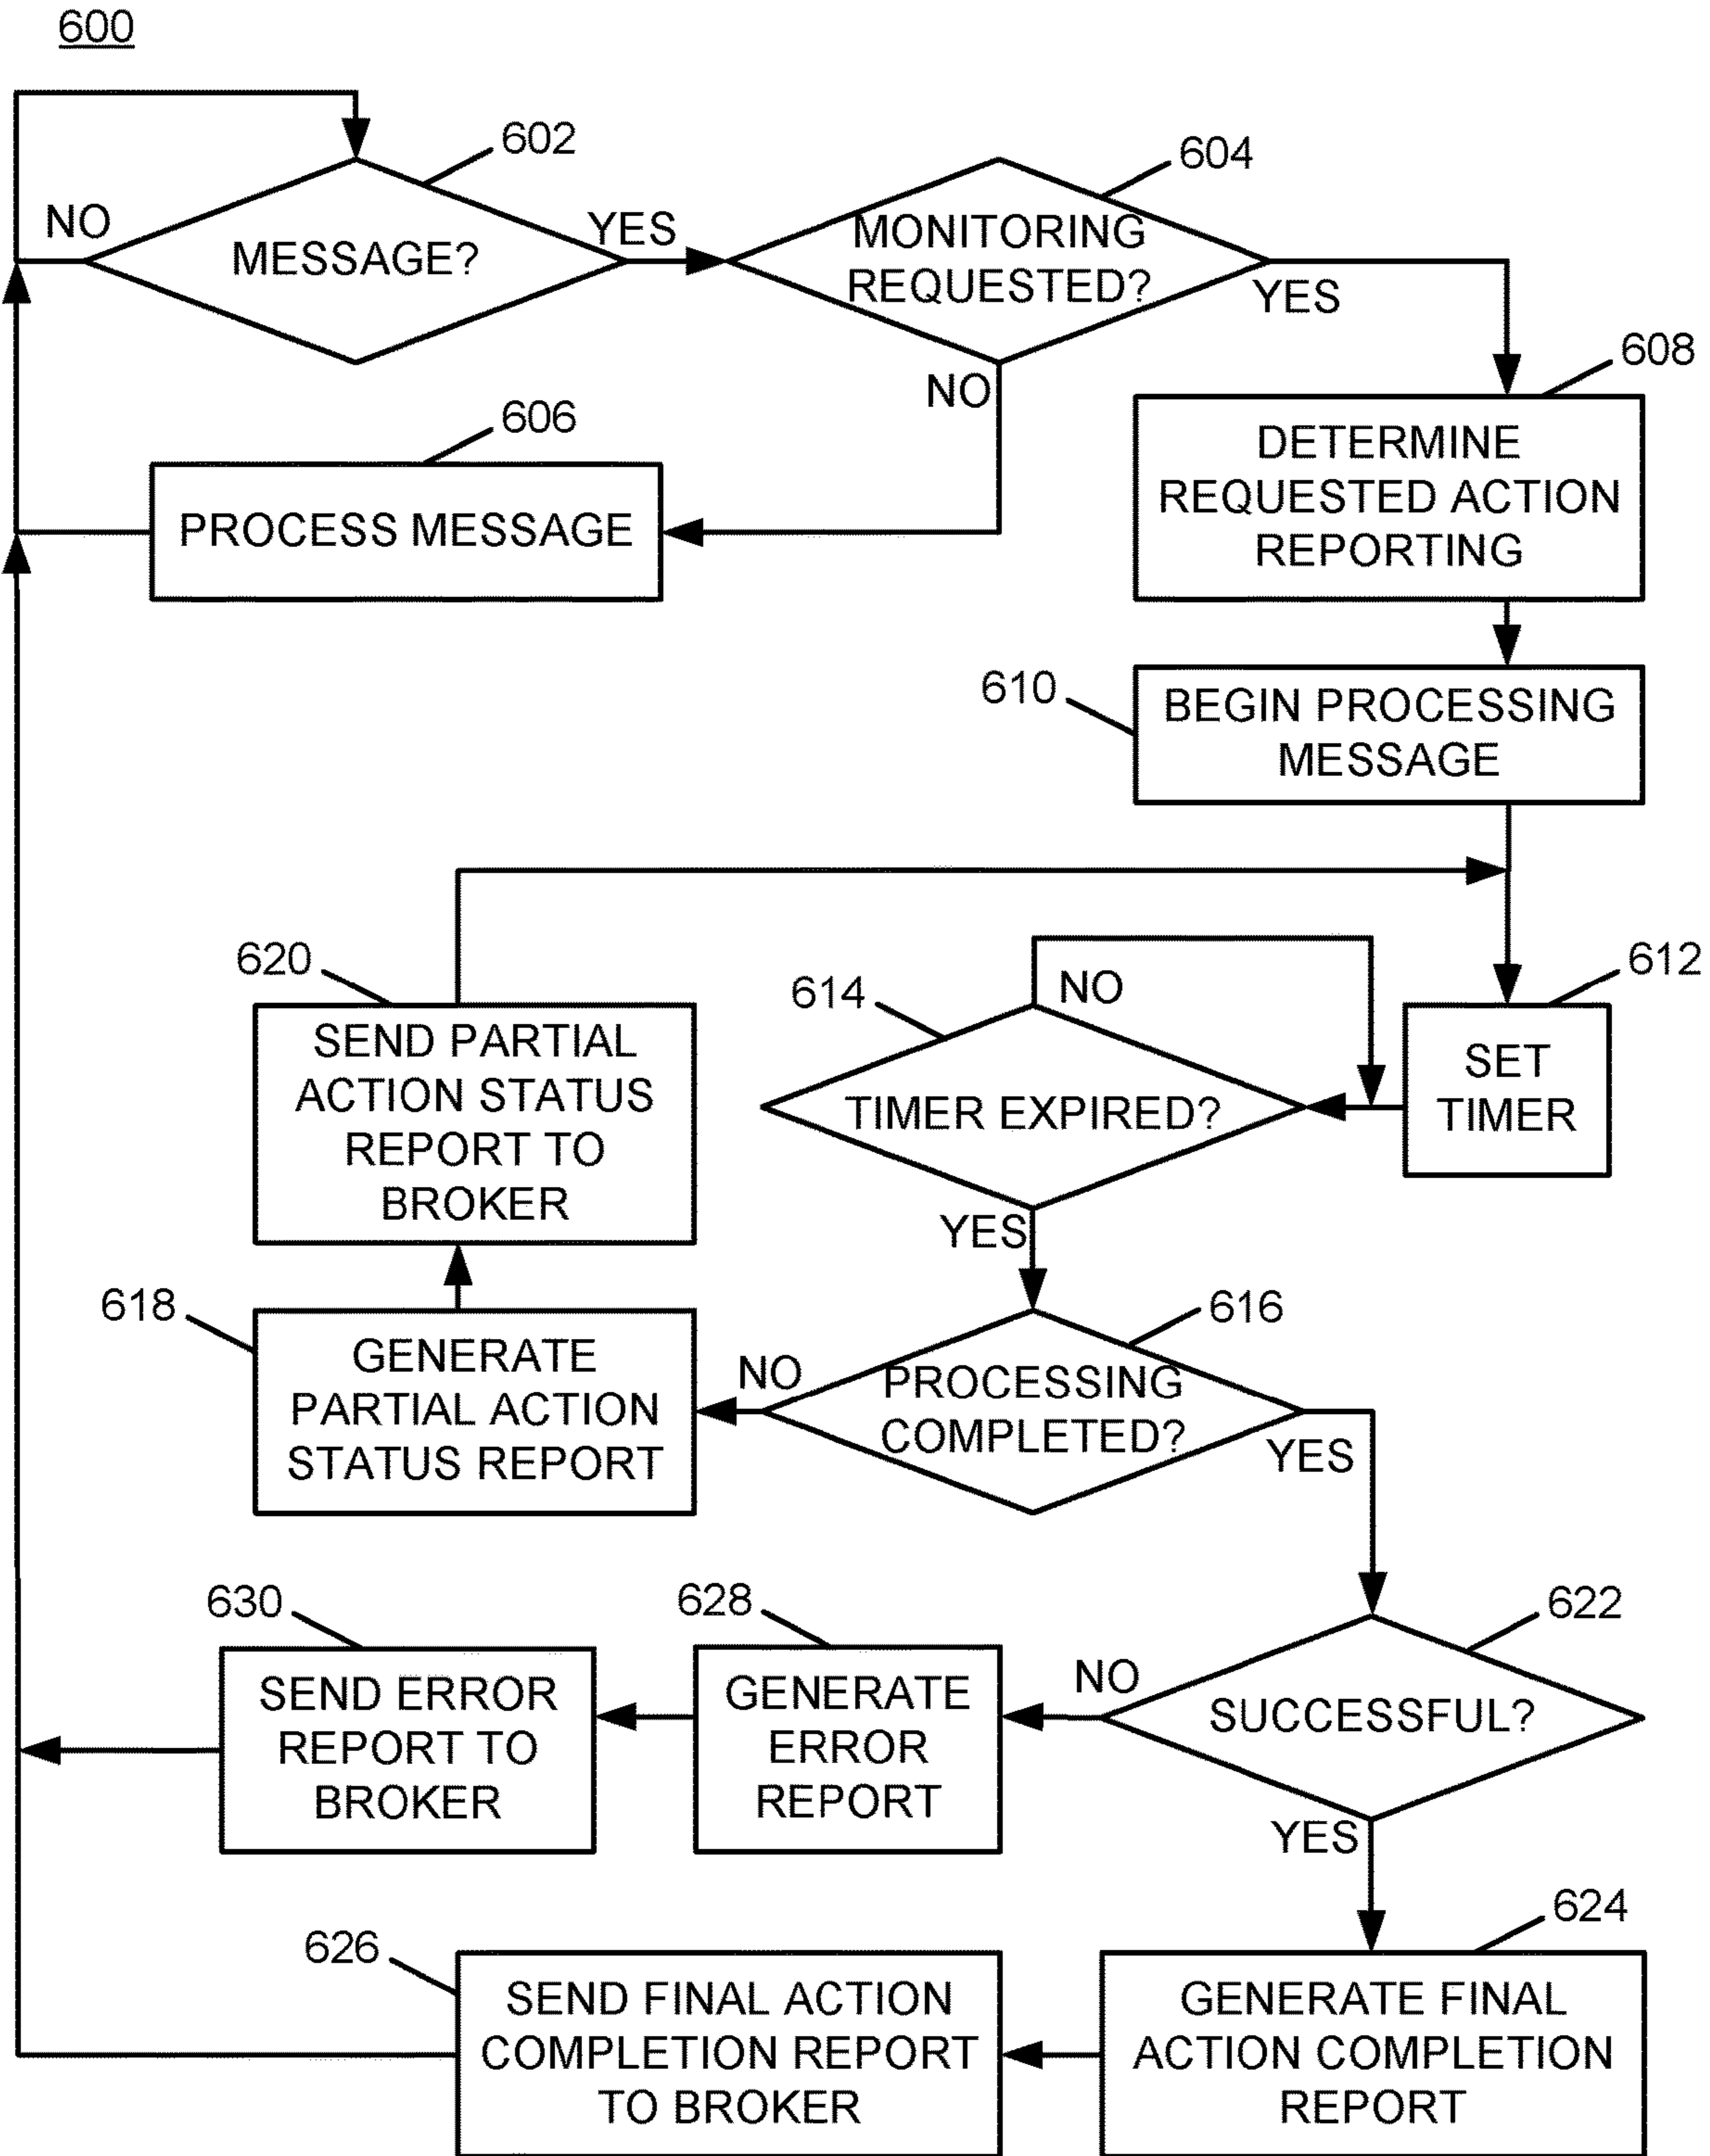 600
602
604
NO
YES
MESSAGE?
MONITORING
REQUESTED?
YES
NO
608
606
DETERMINE
REQUESTED ACTION
REPORTING
PROCESS MESSAGE
610
BEGIN PROCESSING
MESSAGE
620
614
NO
612
SEND PARTIAL
ACTION STATUS
REPORT TO
BROKER
TIMER EXPIRED?
SET
TIMER
YES
618
616
GENERATE
PARTIAL ACTION
STATUS REPORT
NO
PROCESSING
COMPLETED?
YES
630
628
622
SEND ERROR
REPORT TO
BROKER
GENERATE
ERROR
REPORT
NO
SUCCESSFUL?
YES
626
624
SEND FINAL ACTION
COMPLETION REPORT
TO BROKER
GENERATE FINAL
ACTION COMPLETION
REPORT